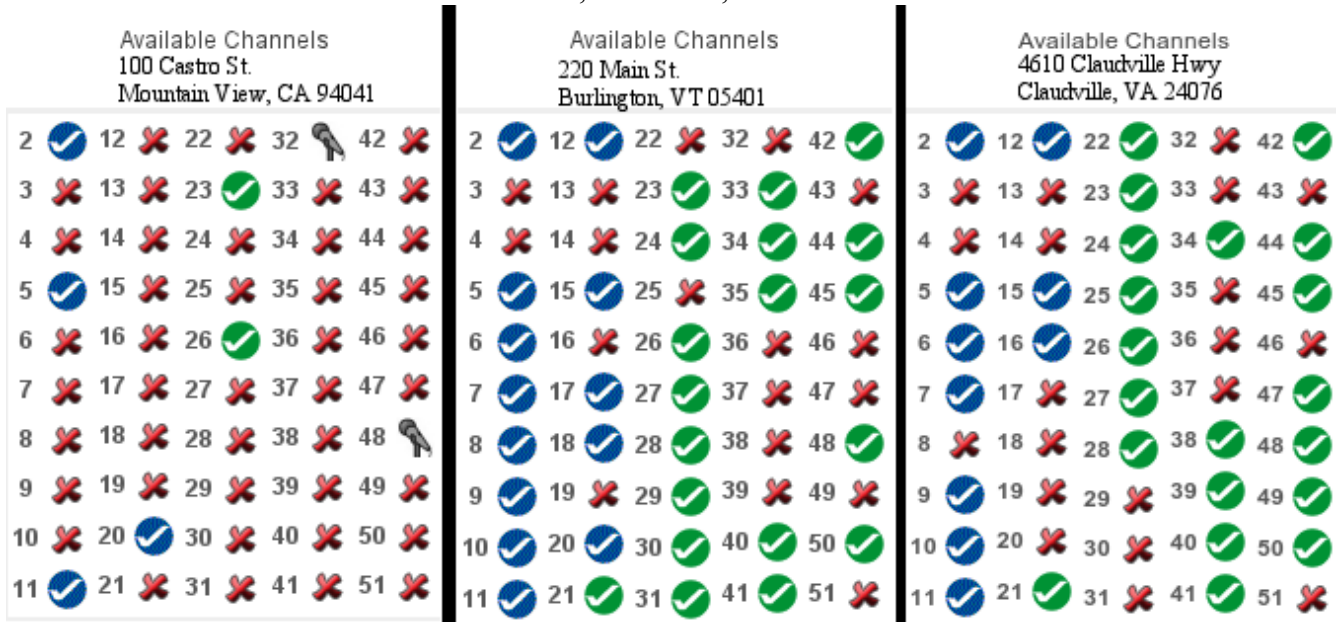 Available Channels
100 Castro St.
Mountain View, CA 94041
2 12 22 32 42
3 13 23 33 43
4 14 24 34 44
5 15 25 35 45
6 16 26 36 46
7 17 27 37 47
8 18 28 38 48
9 19 29 39 49
10 20 30 40 50
11 21 31 41 51
Available Channels
220 Main St.
Burlington, VT 05401
2 12 22 32 42
3 13 23 33 43
4 14 24 34 44
5 15 25 35 45
6 16 26 36 46
7 17 27 37 47
8 18 28 38 48
9 19 29 39 49
10 20 30 40 50
11 21 31 41 51
Available Channels
4610 Claudville Hwy
Claudville, VA 24076
2 12 22 32 42
3 13 23 33 43
4 14 24 34 44
5 15 25 35 45
6 16 26 36 46
7 17 27 37 47
8 18 28 38 48
9 19 29 39 49
10 20 30 40 50
11 21 31 41 51